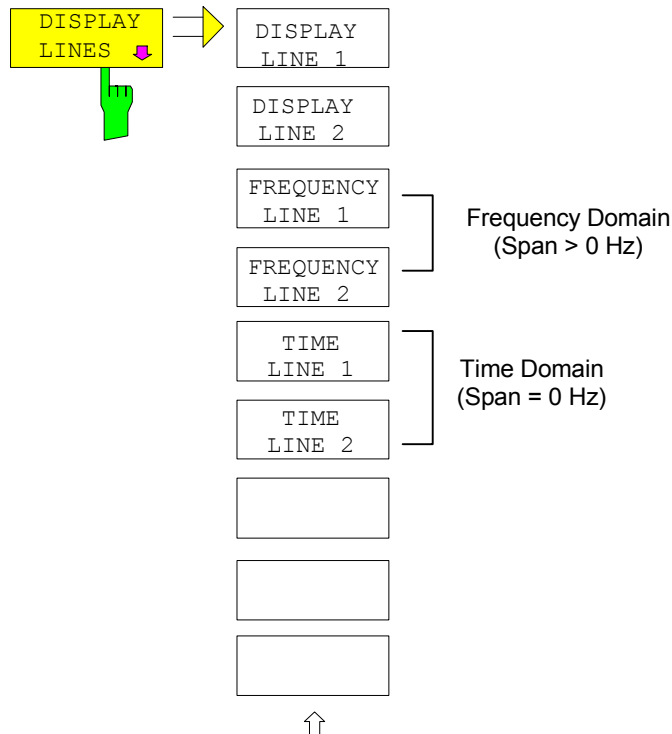 DISPLAY
LINES
DISPLAY
LINE 1
DISPLAY
LINE 2
FREQUENCY
LINE 1
FREQUENCY
LINE 2
Frequency Domain
(Span > 0 Hz)
TIME
LINE 1
TIME
LINE 2
Time Domain
(Span = 0 Hz)